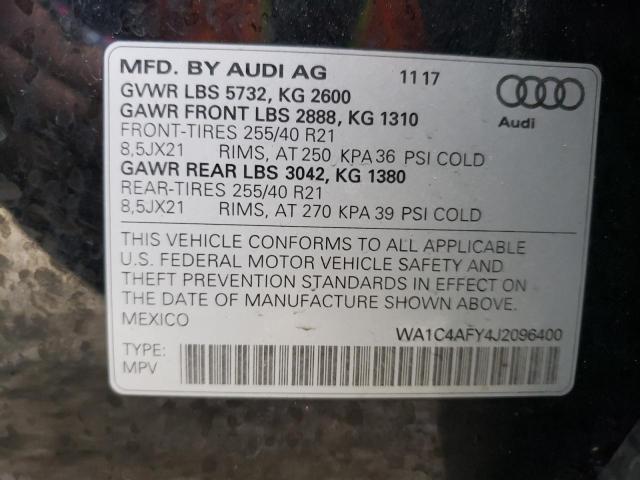 MFD. BY AUDI AG 11 17
GVWR LBS 5732, KG 2600
GAWR FRONT LBS 2888, KG 1310
FRONT-TIRES 255/40 R21
8,5JX21 RIMS, AT 250 KPA 36 PSI COLD
GAWR REAR LBS 3042, KG 1380
REAR-TIRES 255/40 R21
8,5JX21 RIMS, AT 270 KPA 39 PSI COLD
Audi
THIS VEHICLE CONFORMS TO ALL APPLICABLE
U.S. FEDERAL MOTOR VEHICLE SAFETY AND
THEFT PREVENTION STANDARDS IN EFFECT ON
THE DATE OF MANUFACTURE SHOWN ABOVE.
MEXICO
WA1C4AFY4J2096400
TYPE:
MPV